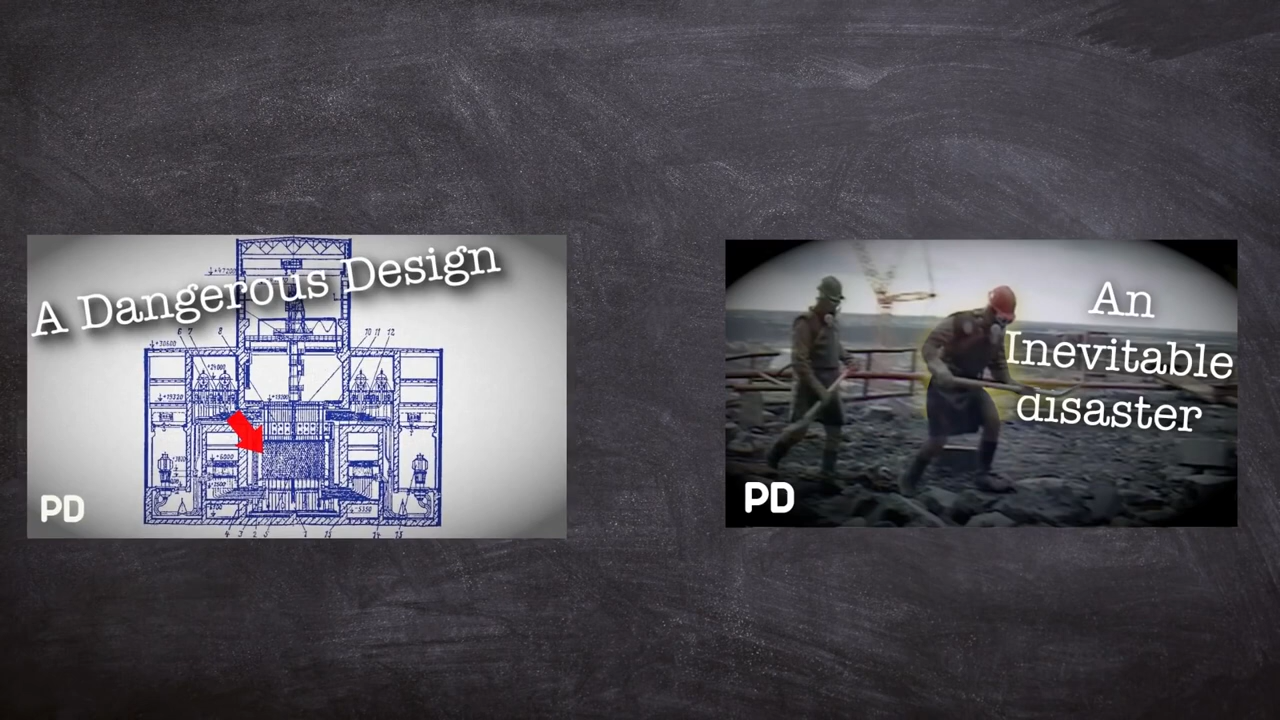 A Dangerous Design
PD
An
Inevitable
disaster
PD